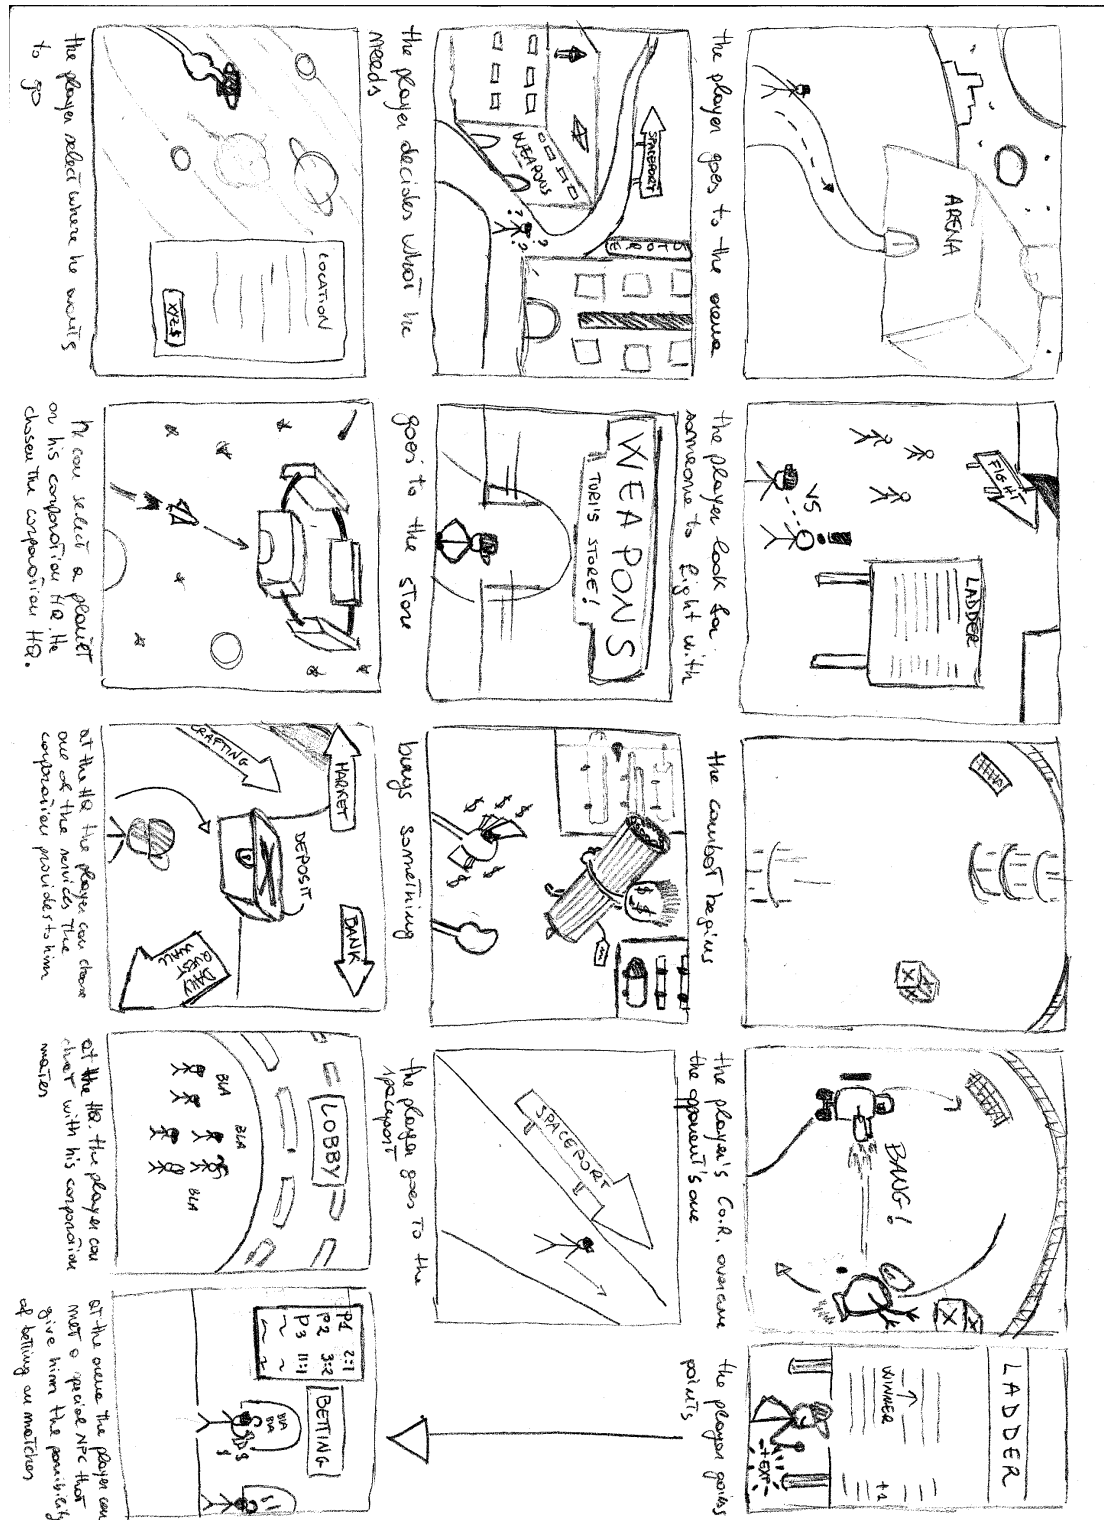 ARENA
the player goes to the arena
FIGHT
LADDER
VS
the player look for
someone to fight with
the combat begins
BANG!
the player's Co.R. overcome
the opponent's one
LADDER
WINNER
+1
+EXP
the player gains
points
SPACEPORT
STORE
WEAPONS
? ? ? ?
the player decides what he
needs
WEAPONS
TURI'S STORE!
goes to the store
$ $
$ $ $ $ $ $
buys something
SPACEPORT
the player goes to the
spaceport
LOCATION
XYZ$
the player select where he wants
to go
he can select a planet
or his corporation HQ. He
chosen the corporation HQ.
MARKET
BANK
CRAFTING
DEPOSIT
DAILY
QUEST
WALL
at the HQ the player can choose
one of the services the
corporation provides to him
LOBBY
BLA
BLA
BLA
at the HQ. the player can
chat with his corporation
mates
P1 2:1
P2 3:2
P3 11:1
BETTING
BLA
BLA
$ $
at the arena the player can
met a special NPC that
give him the possibility
of betting on matches